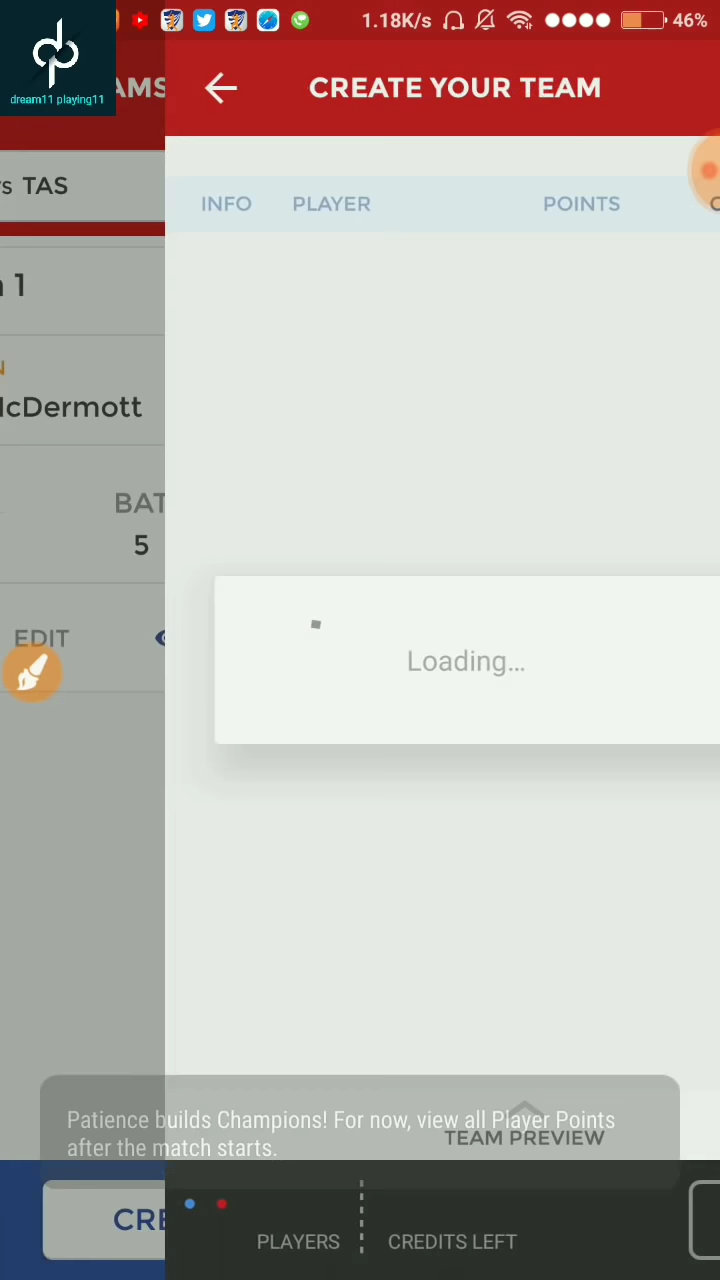 1.18K/s 46%
dream11 playing11
AMS
CREATE YOUR TEAM
TAS
INFO PLAYER POINTS
1
McDermott
BAT
5
EDIT
Loading...
Patience builds Champions! For now, view all Player Points
after the match starts.
TEAM PREVIEW
CRE
PLAYERS CREDITS LEFT